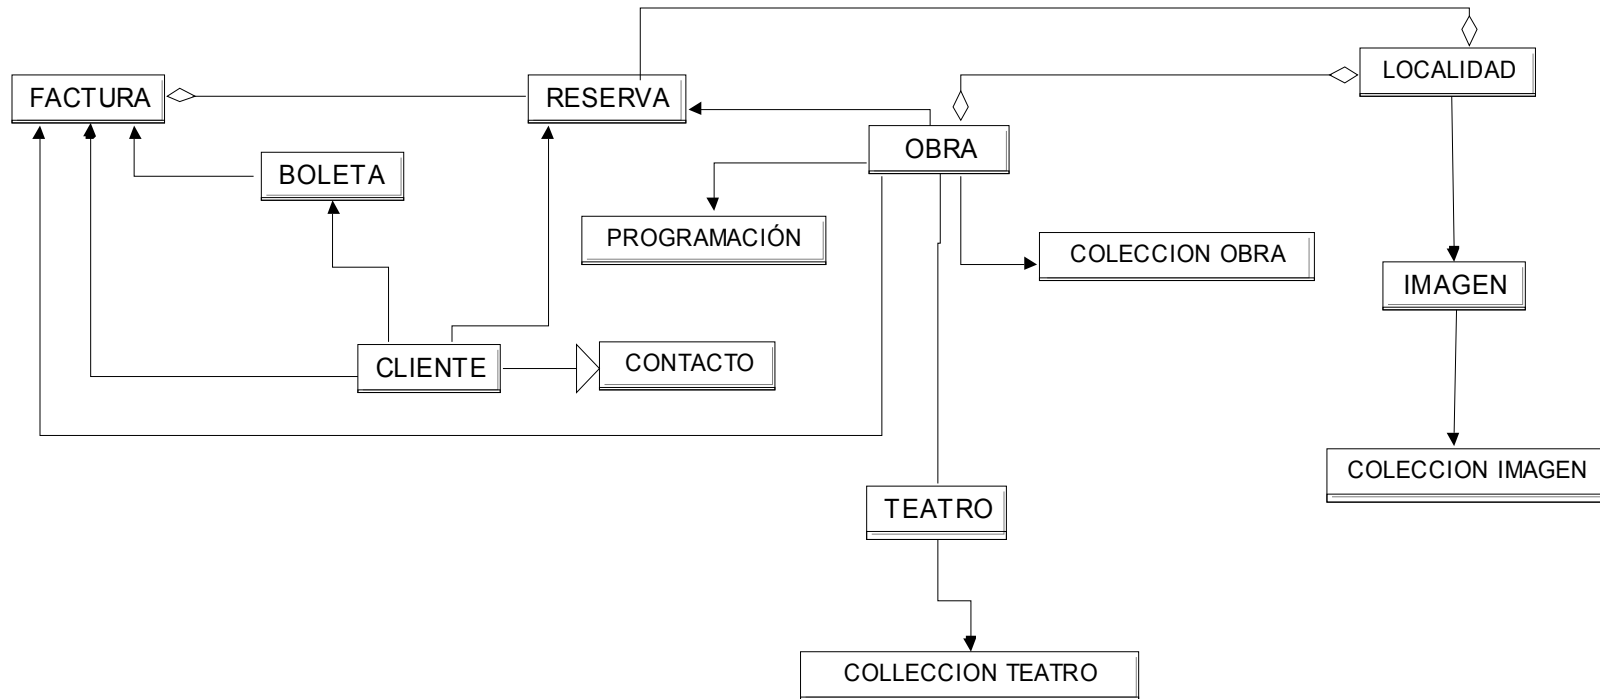 LOCALIDAD
FACTURA
RESERVA
OBRA
BOLETA
PROGRAMACIÓN
COLECCION OBRA
IMAGEN
CLIENTE
CONTACTO
COLECCION IMAGEN
TEATRO
COLLECCION TEATRO